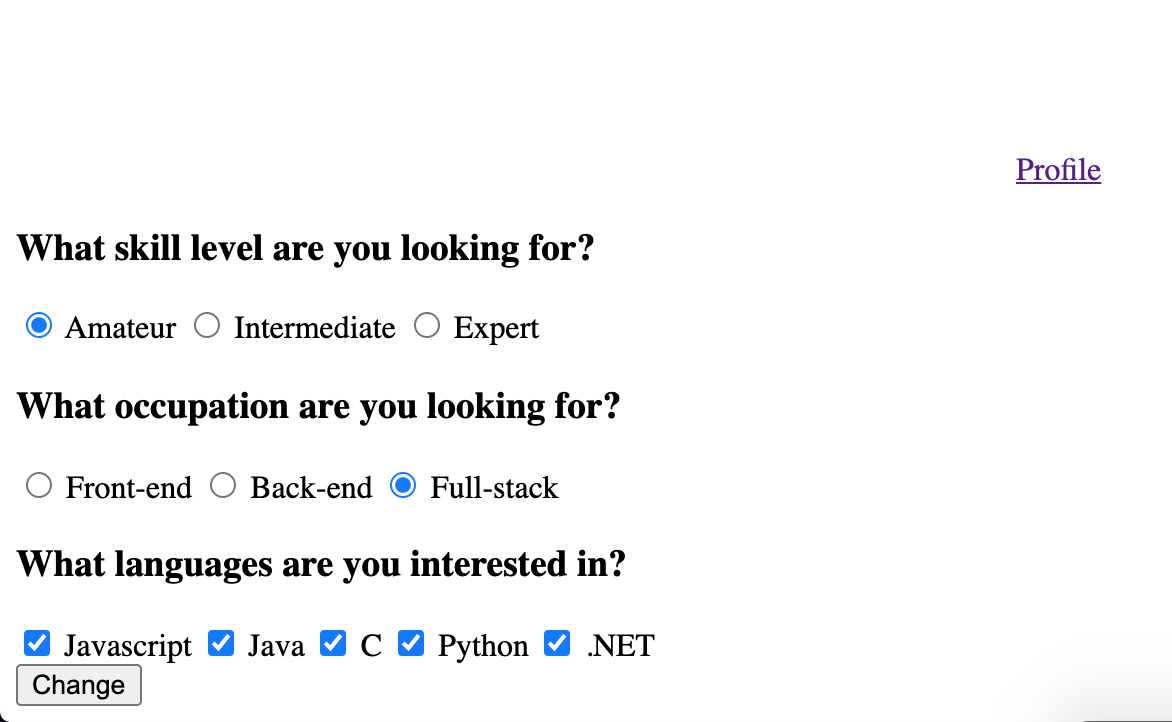 Profile
What skill level are you looking for?
Amateur Intermediate Expert
What occupation are you looking for?
Front-end Back-end Full-stack
What languages are you interested in?
Javascript Java C Python .NET
Change